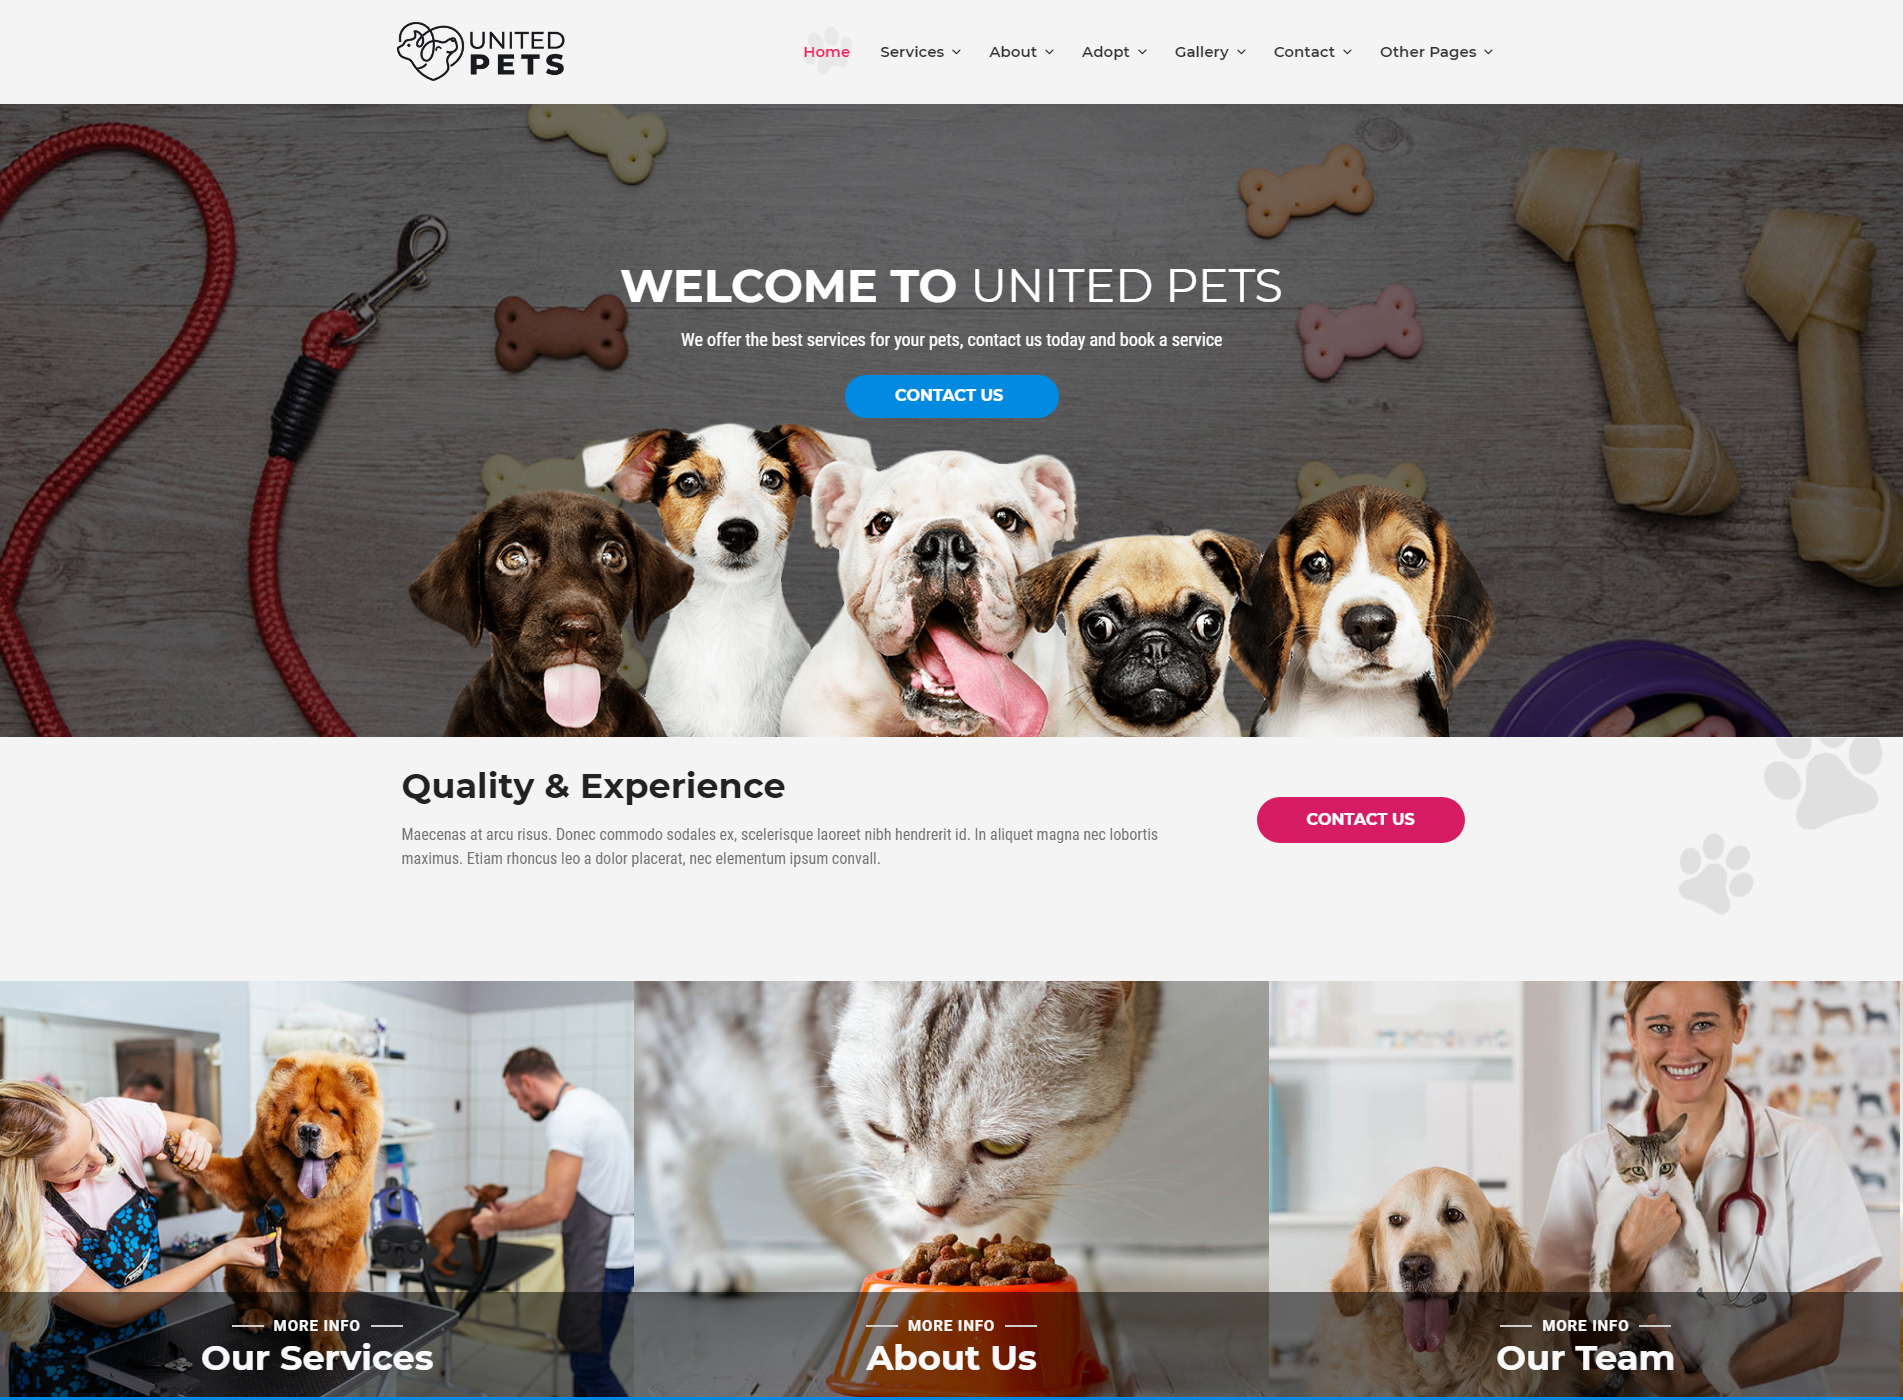 UNITED
PETS
Home Services About Adopt Gallery Contact Other Pages
WELCOME TO UNITED PETS
We offer the best services for your pets, contact us today and book a service
CONTACT US
Quality & Experience
Maecenas at arcu risus. Donec commodo sodales ex, scelerisque laoreet nibh hendrerit id. In aliquet magna nec lobortis
maximus. Etiam rhoncus leo a dolor placerat, nec elementum ipsum convall.
CONTACT US
MORE INFO
Our Services
MORE INFO
About Us
MORE INFO
Our Team